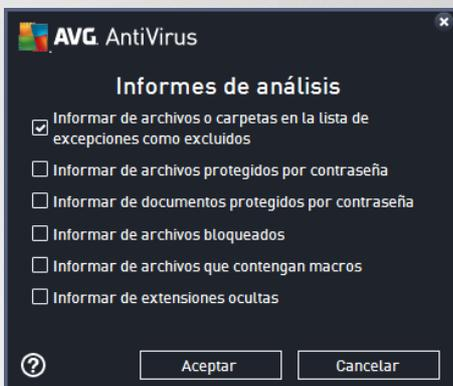 AVG AntiVirus
Informes de análisis
Informar de archivos o carpetas en la lista de
excepciones como excluidos
Informar de archivos protegidos por contraseña
Informar de documentos protegidos por contraseña
Informar de archivos bloqueados
Informar de archivos que contengan macros
Informar de extensiones ocultas
Aceptar
Cancelar